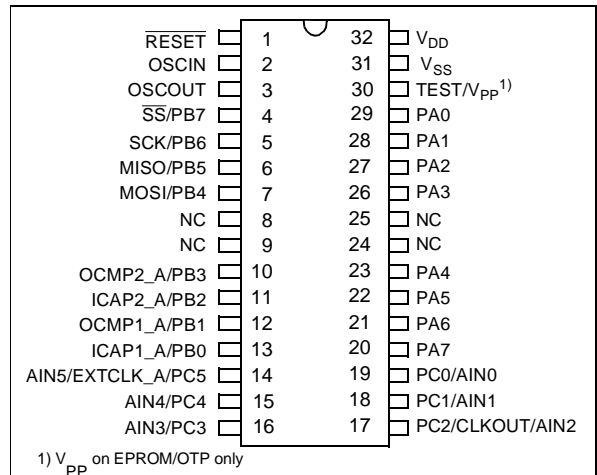 RESET 1 32 VDD
OSCIN 2 31 VSS
OSCOUT 3 30 TEST/VPP1)
SS/PB7 4 29 PA0
SCK/PB6 5 28 PA1
MISO/PB5 6 27 PA2
MOSI/PB4 7 26 PA3
NC 8 25 NC
NC 9 24 NC
OCMP2_A/PB3 10 23 PA4
ICAP2_A/PB2 11 22 PA5
OCMP1_A/PB1 12 21 PA6
ICAP1_A/PB0 13 20 PA7
AIN5/EXTCLK_A/PC5 14 19 PC0/AIN0
AIN4/PC4 15 18 PC1/AIN1
AIN3/PC3 16 17 PC2/CLKOUT/AIN2
1) VPP on EPROM/OTP only